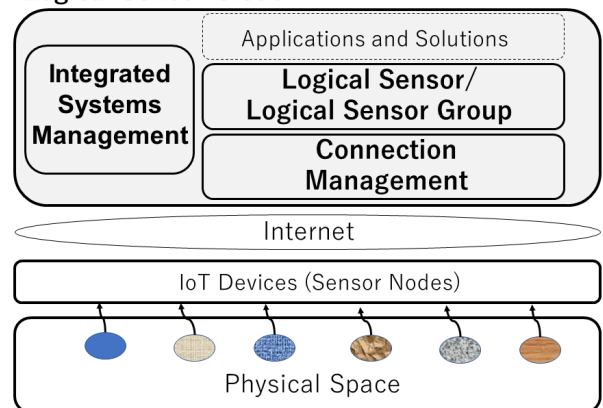 Applications and Solutions
Integrated
Systems
Management
Logical Sensor/
Logical Sensor Group
Connection
Management
Internet
IoT Devices (Sensor Nodes)
Physical Space